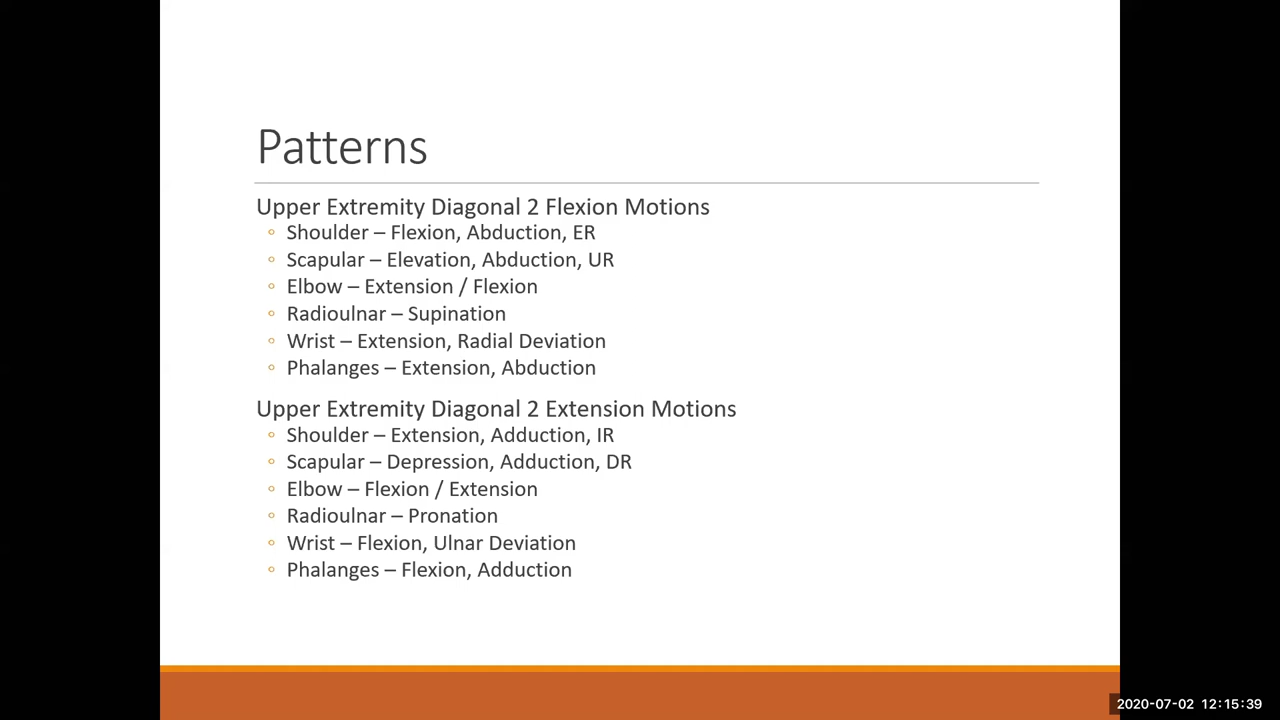 Patterns
Upper Extremity Diagonal 2 Flexion Motions
◦ Shoulder – Flexion, Abduction, ER
◦ Scapular – Elevation, Abduction, UR
◦ Elbow – Extension / Flexion
◦ Radioulnar – Supination
◦ Wrist – Extension, Radial Deviation
◦ Phalanges – Extension, Abduction
Upper Extremity Diagonal 2 Extension Motions
◦ Shoulder – Extension, Adduction, IR
◦ Scapular – Depression, Adduction, DR
◦ Elbow – Flexion / Extension
◦ Radioulnar – Pronation
◦ Wrist – Flexion, Ulnar Deviation
◦ Phalanges – Flexion, Adduction
2020-07-02 12:15:39